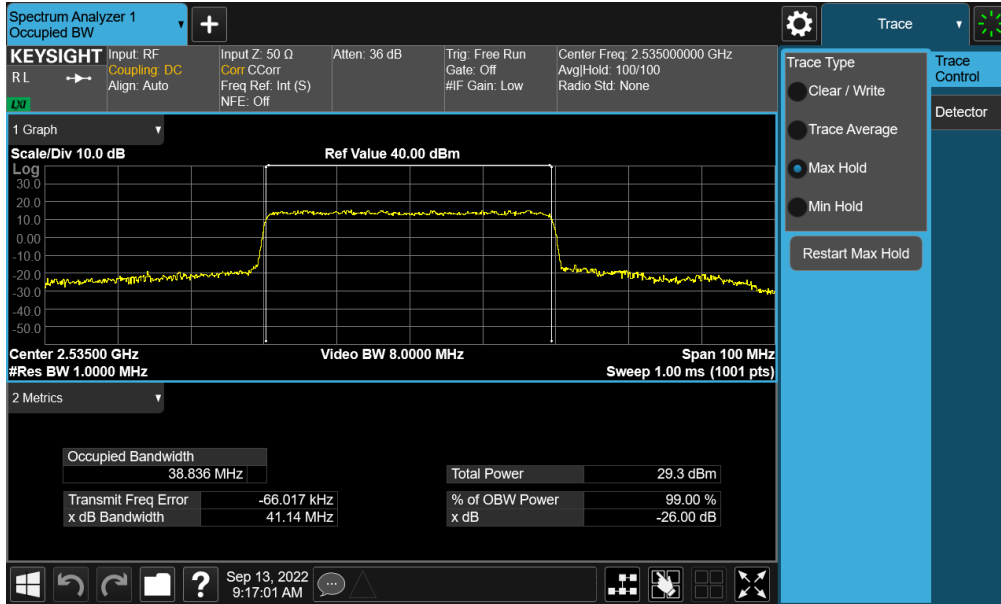 Spectrum Analyzer 1
Occupied BW
+
Trace
KEYSIGHT
RL
LXI
Input: RF
Coupling: DC
Align: Auto
Input Z: 50 Ω
Corr CCorr
Freq Ref: Int (S)
NFE: Off
Atten: 36 dB
Trig: Free Run
Gate: Off
#IF Gain: Low
Center Freq: 2.535000000 GHz
Avg|Hold: 100/100
Radio Std: None
Trace Type
Clear / Write
Trace Average
Max Hold
Min Hold
Restart Max Hold
Trace
Control
Detector
1 Graph
Scale/Div 10.0 dB
Ref Value 40.00 dBm
Log
30.0
20.0
10.0
0.00
-10.0
-20.0
-30.0
-40.0
-50.0
Center 2.53500 GHz
Video BW 8.0000 MHz
Span 100 MHz
#Res BW 1.0000 MHz
Sweep 1.00 ms (1001 pts)
2 Metrics
Occupied Bandwidth
38.836 MHz
Total Power 29.3 dBm
Transmit Freq Error -66.017 kHz
% of OBW Power 99.00 %
x dB Bandwidth 41.14 MHz
x dB -26.00 dB
?
Sep 13, 2022
9:17:01 AM